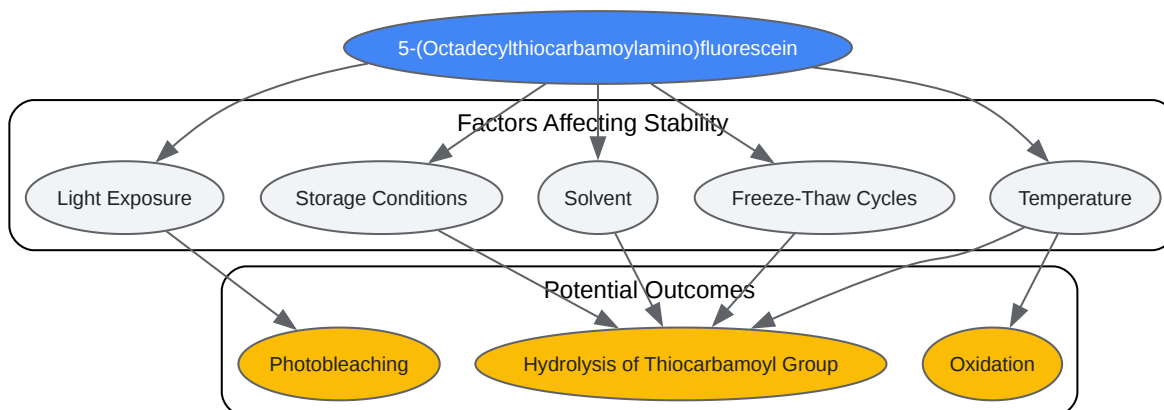 5-(Octadecylthiocarbamoylamino)fluorescein
Factors Affecting Stability
Light Exposure
Storage Conditions
Solvent
Freeze-Thaw Cycles
Temperature
Potential Outcomes
Photobleaching
Hydrolysis of Thiocarbamoyl Group
Oxidation